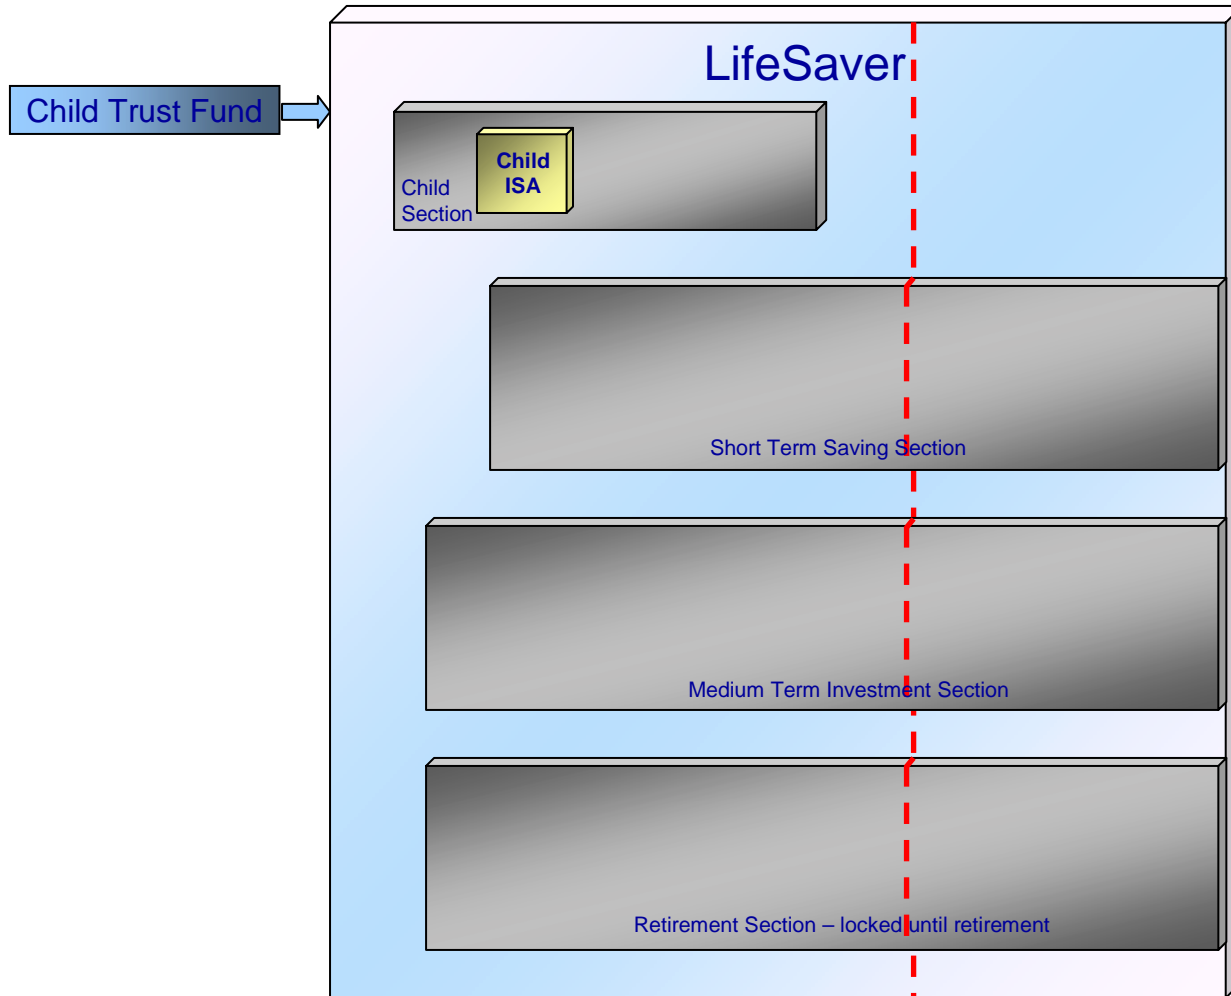 LifeSaver
Child Trust Fund
Child
ISA
Child
Section
Short Term Saving Section
Medium Term Investment Section
Retirement Section – locked until retirement